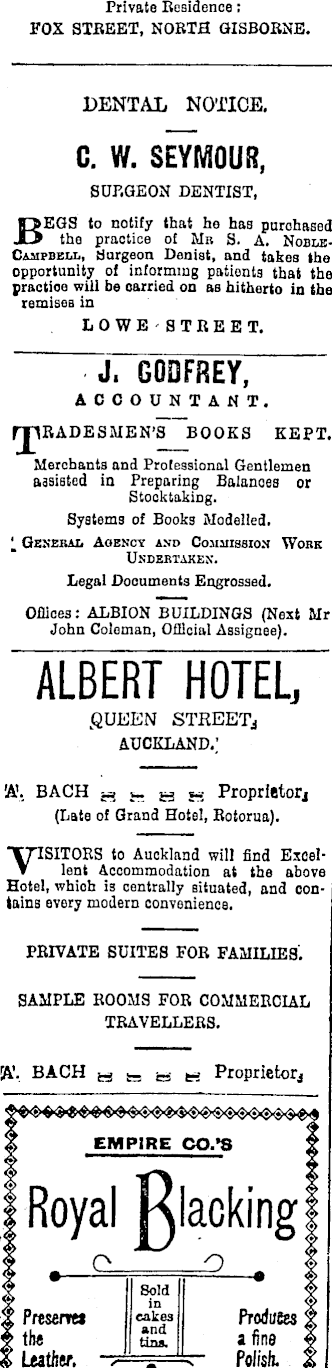 Private Residence:
FOX STREET, NORTH GISBORNE.
DENTAL NOTICE.
C. W. SEYMOUR,
SURGEON DENTIST,
BEGS to notify that he has purchased
the practice of MR S. A. NOBLE-
CAMPBELL, Surgeon Denist, and takes the
opportunity of informing patients that the
practice will be carried on as hitherto in the
remises in
LOWE-STREET.
J. GODFREY,
ACCOUNTANT.
TRADESMEN'S BOOKS KEPT.
Merchants and Professional Gentlemen
assisted in Preparing Balances or
Stocktaking.
Systems of Books Modelled.
GENERAL AGENCY AND COMMISSION WORK
UNDERTAKEN.
Legal Documents Engrossed.
Offices: ALBION BUILDINGS (Next Mr
John Coleman, Official Assignee).
ALBERT HOTEL,
QUEEN STREET,
AUCKLAND.
A. BACH Proprietor,
(Late of Grand Hotel, Rotorua).
VISITORS to Auckland will find Excel-
lent Accommodation at the above
Hotel, which is centrally situated, and con-
tains every modern convenience.
PRIVATE SUITES FOR FAMILIES.
SAMPLE ROOMS FOR COMMERCIAL
TRAVELLERS.
A. BACH Proprietor,
EMPIRE CO.'S
Royal Blacking
Sold
in
cakes
and
tins.
Preserves
the
Leather.
Produces
a fine
Polish.